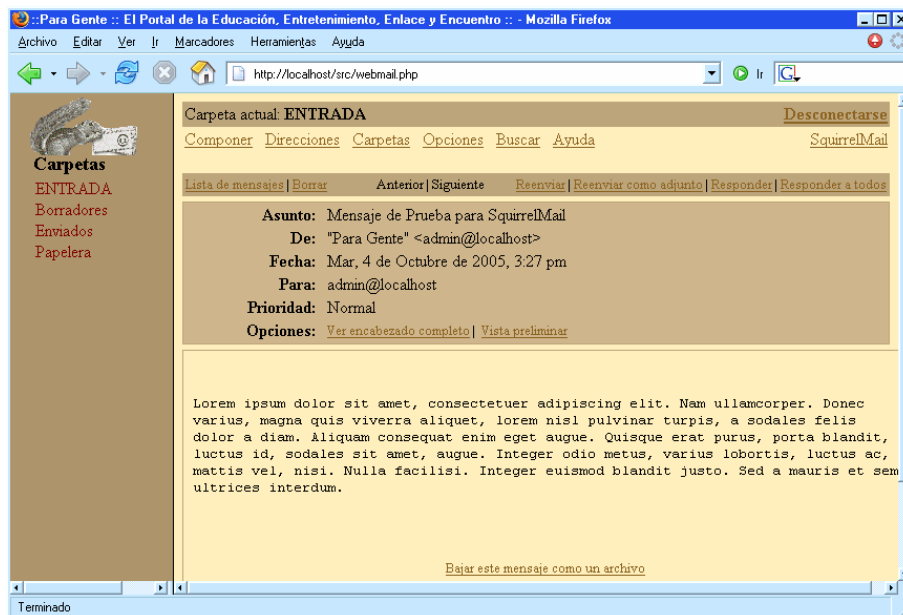 ::Para Gente :: El Portal de la Educación, Entretenimiento, Enlace y Encuentro :: - Mozilla Firefox
Archivo Editar Ver Ir Marcadores Herramientas Ayuda
http://localhost/src/webmail.php Ir G
Carpetas
ENTRADA
Borradores
Enviados
Papelera
Carpeta actual: ENTRADA Desconectarse
Componer Direcciones Carpetas Opciones Buscar Ayuda SquirrelMail
Lista de mensajes | Borrar Anterior | Siguiente Reenviar | Reenviar como adjunto | Responder | Responder a todos
Asunto: Mensaje de Prueba para SquirrelMail
De: "Para Gente" <admin@localhost>
Fecha: Mar, 4 de Octubre de 2005, 3:27 pm
Para: admin@localhost
Prioridad: Normal
Opciones: Ver encabezado completo | Vista preliminar
Lorem ipsum dolor sit amet, consectetuer adipiscing elit. Nam ullamcorper. Donec
varius, magna quis viverra aliquet, lorem nisl pulvinar turpis, a sodales felis
dolor a diam. Aliquam consequat enim eget augue. Quisque erat purus, porta blandit,
luctus id, sodales sit amet, augue. Integer odio metus, varius lobortis, luctus ac,
mattis vel, nisi. Nulla facilisi. Integer euismod blandit justo. Sed a mauris et sem
ultrices interdum.
Bajar este mensaje como un archivo
Terminado